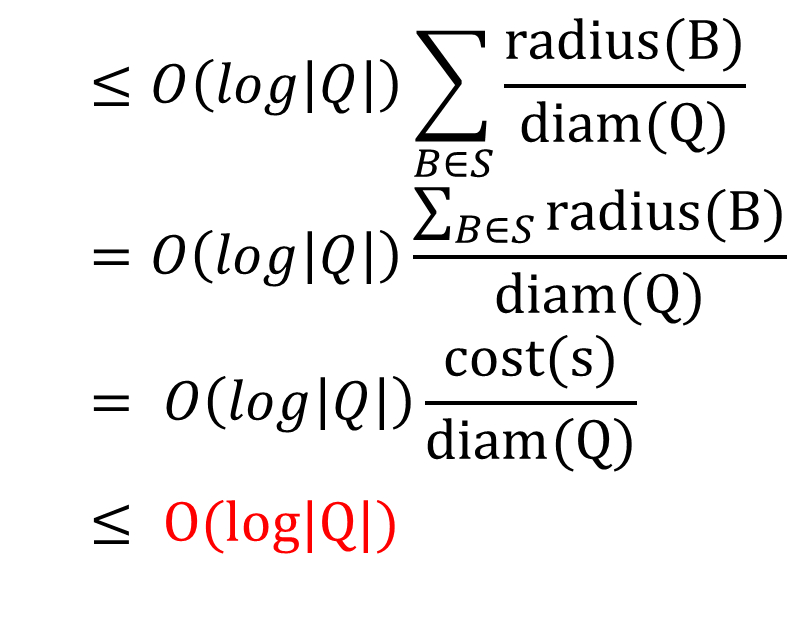 ≤ O(log|Q|) ∑_{B∈S} radius(B)/diam(Q)
= O(log|Q|) ∑_{B∈S} radius(B)/diam(Q)
= O(log|Q|) cost(s)/diam(Q)
≤ O(log|Q|)